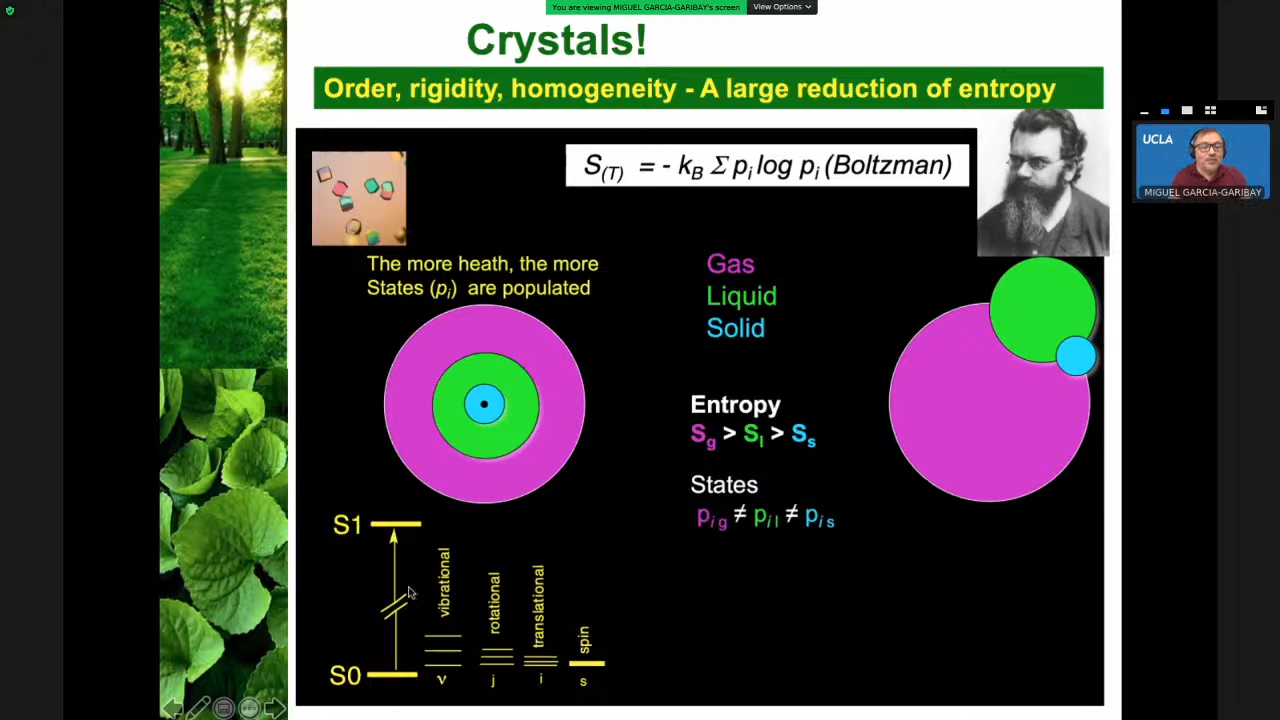 You are viewing MIGUEL GARCIA-GARIBAY's screen
View Options
Crystals!
Order, rigidity, homogeneity - A large reduction of entropy
S(T) = - kB Σ pi log pi (Boltzman)
UCLA
MIGUEL GARCIA-GARIBAY
The more heath, the more
States (pi) are populated
Gas
Liquid
Solid
Entropy
Sg > Sl > Ss
States
pi g ≠ pi l ≠ pi s
S1
vibrational
rotational
translational
spin
S0
ν
j
i
s